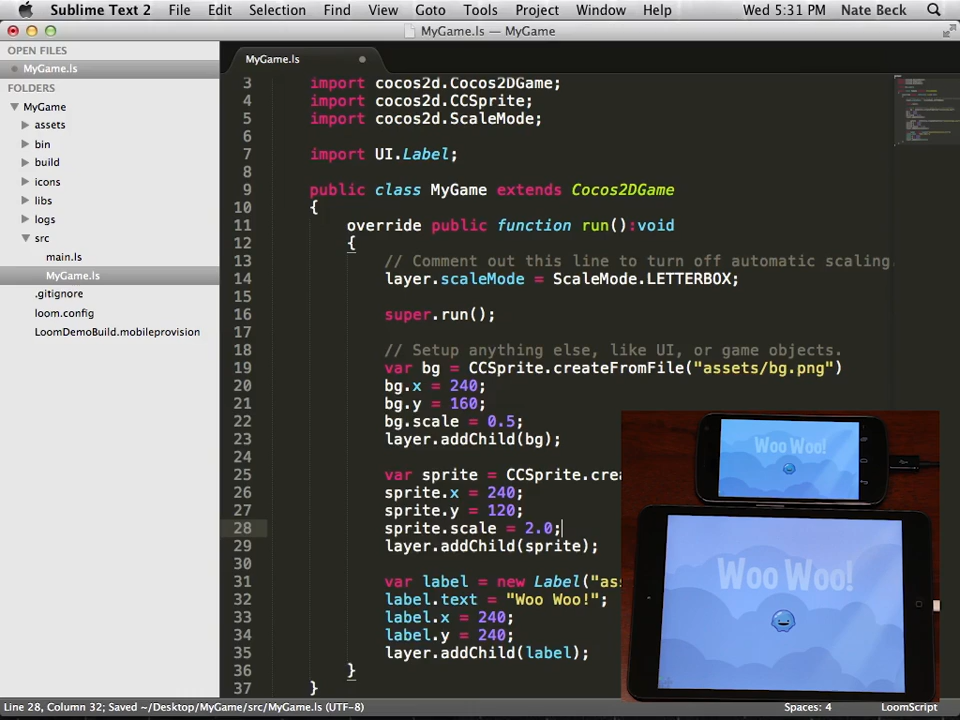 Sublime Text 2 File Edit Selection Find View Goto Tools Project Window Help Wed 5:31 PM Nate Beck
MyGame.ls — MyGame
OPEN FILES
MyGame.ls
FOLDERS
MyGame
assets
bin
build
icons
libs
logs
src
main.ls
MyGame.ls
.gitignore
loom.config
LoomDemoBuild.mobileprovision
MyGame.ls
3 import cocos2d.Cocos2DGame;
4 import cocos2d.CCSprite;
5 import cocos2d.ScaleMode;
6
7 import UI.Label;
8
9 public class MyGame extends Cocos2DGame
10 {
11 override public function run():void
12 {
13 // Comment out this line to turn off automatic scaling.
14 layer.scaleMode = ScaleMode.LETTERBOX;
15
16 super.run();
17
18 // Setup anything else, like UI, or game objects.
19 var bg = CCSprite.createFromFile("assets/bg.png")
20 bg.x = 240;
21 bg.y = 160;
22 bg.scale = 0.5;
23 layer.addChild(bg);
24
25 var sprite = CCSprite.crea
26 sprite.x = 240;
27 sprite.y = 120;
28 sprite.scale = 2.0;
29 layer.addChild(sprite);
30
31 var label = new Label("ass
32 label.text = "Woo Woo!";
33 label.x = 240;
34 label.y = 240;
35 layer.addChild(label);
36 }
37 }
Woo Woo!
Woo Woo!
Line 28, Column 32; Saved ~/Desktop/MyGame/src/MyGame.ls (UTF-8) Spaces: 4 LoomScript